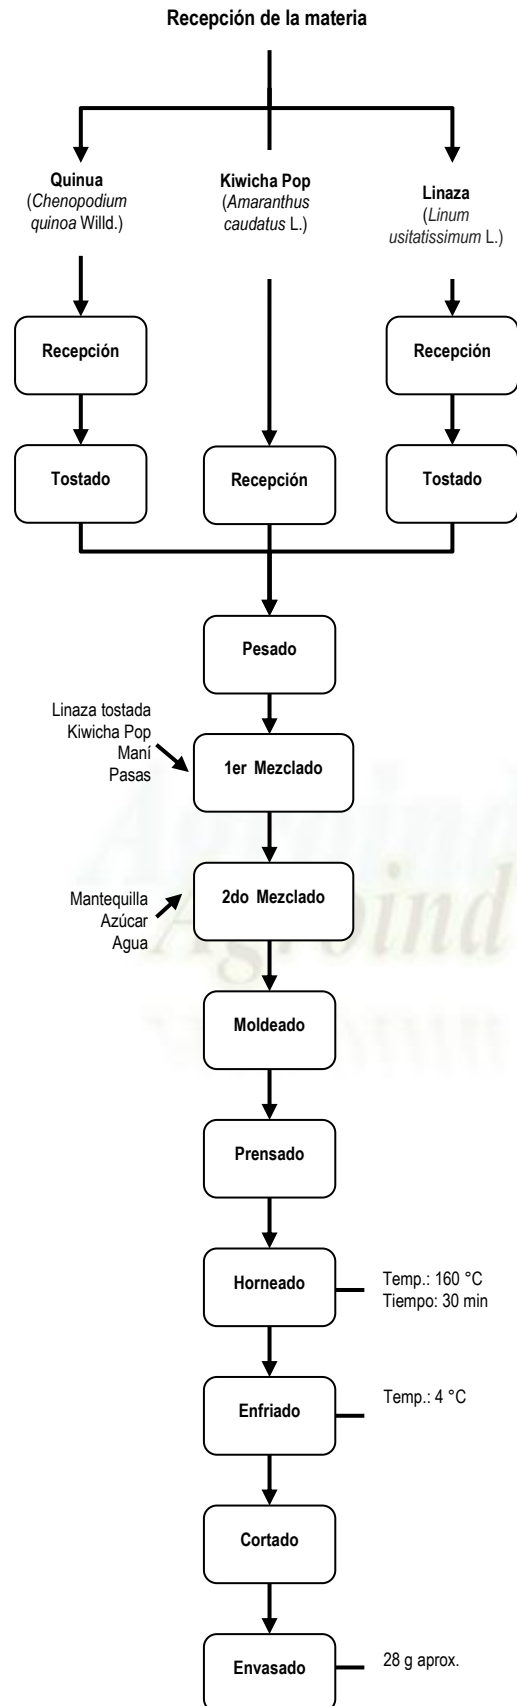 Recepción de la materia
Quinua
(Chenopodium
quinoa Willd.)
Kiwicha Pop
(Amaranthus
caudatus L.)
Linaza
(Linum
usitatissimum L.)
Recepción
Recepción
Tostado
Recepción
Tostado
Pesado
Linaza tostada
Kiwicha Pop
Maní
Pasas
1er Mezclado
Mantequilla
Azúcar
Agua
2do Mezclado
Moldeado
Prensado
Horneado
Temp.: 160 °C
Tiempo: 30 min
Enfriado
Temp.: 4 °C
Cortado
Envasado
28 g aprox.
Agroind
Agroind